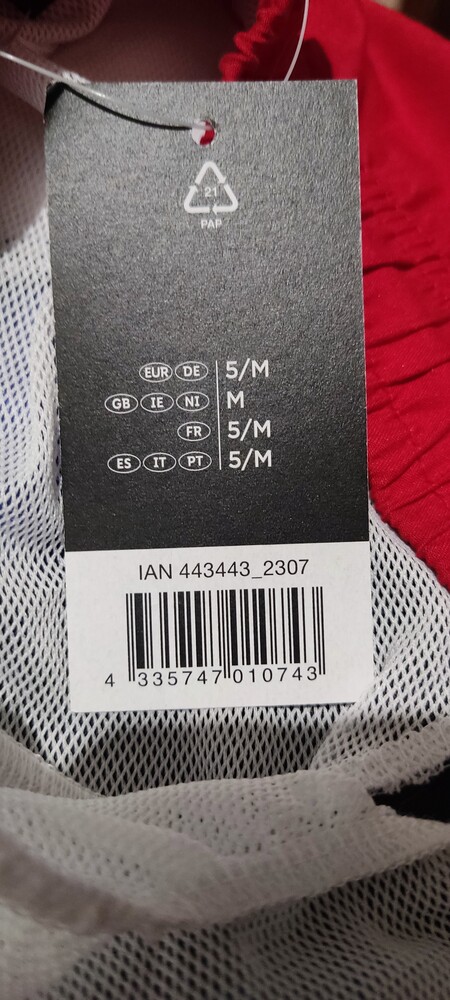 21
PAP
EUR DE 5/M
GB IE NI M
FR 5/M
ES IT PT 5/M
IAN 443443_2307
4 335747 010743